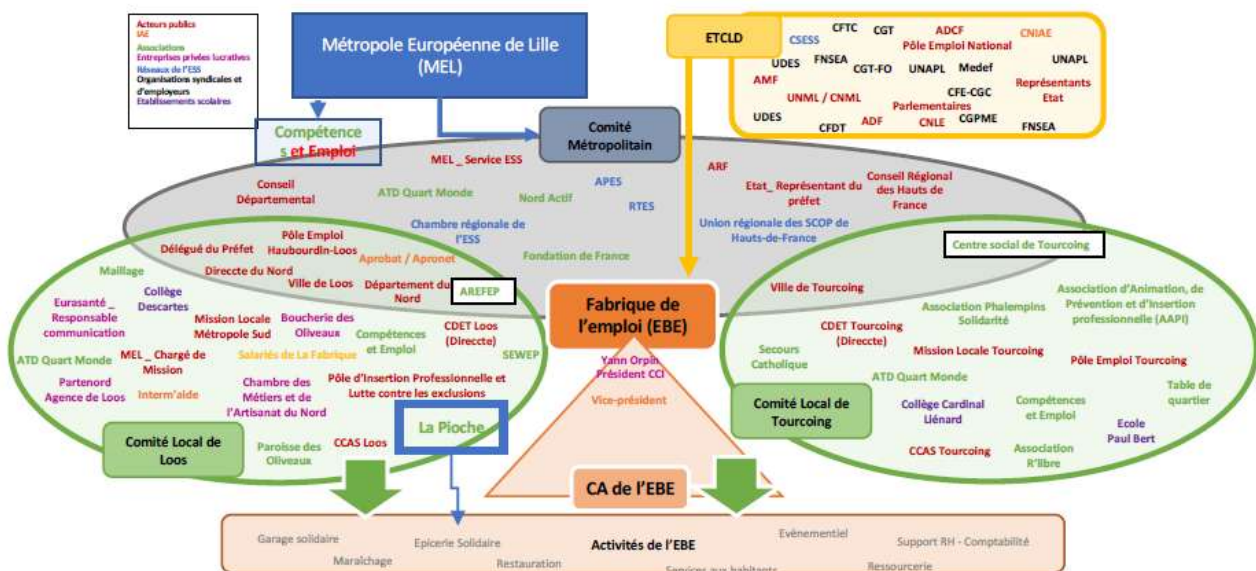 Acteurs publics
IAE
Associations
Entreprises privées lucratives
Réseaux de l'ESS
Organisations syndicales et
d'employeurs
Etablissements scolaires
Métropole Européenne de Lille
(MEL)
ETCLD
CSESS
CFTC
CGT
ADCF
CNIAE
Pôle Emploi National
UDES
FNSEA
CGT-FO
UNAPL
Medef
UNAPL
AMF
CFE-CGC
Représentants
Etat
UNML / CNML
Parlementaires
UDES
CFDT
ADF
CNLE
CGPME
FNSEA
Compétence
s et Emploi
Comité
Métropolitain
MEL _ Service ESS
Conseil
Départemental
ATD Quart Monde
APES
Nord Actif
RTES
ARF
Etat_ Représentant du
préfet
Conseil Régional
des Hauts de
France
Chambre régionale de
l'ESS
Union régionale des SCOP de
Hauts-de-France
Fondation de France
Délégué du Préfet
Pôle Emploi
Haubourdin-Loos
Aprobat / Apronet
Maillage
Direccte du Nord
Ville de Loos
Département du
Nord
AREFEP
Eurasanté _
Responsable
communication
Collège
Descartes
Mission Locale
Métropole Sud
Boucherie des
Oliveaux
Compétences
et Emploi
CDET Loos
(Direccte)
SEWEP
ATD Quart Monde
MEL _ Chargé de
Mission
Salariés de La Fabrique
Partenord
Agence de Loos
Interm'aide
Chambre des
Métiers et de
l'Artisanat du Nord
Pôle d'Insertion Professionnelle et
Lutte contre les exclusions
Comité Local de
Loos
Paroisse des
Oliveaux
CCAS Loos
La Pioche
Fabrique de
l'emploi (EBE)
Yann Orpin
Président CCI
Vice-président
CA de l'EBE
Centre social de Tourcoing
Ville de Tourcoing
Association Phalempins
Solidarité
Association d'Animation, de
Prévention et d'Insertion
professionnelle (AAPI)
CDET Tourcoing
(Direccte)
Mission Locale Tourcoing
Pôle Emploi Tourcoing
Secours
Catholique
ATD Quart Monde
Table de
quartier
Comité Local de
Tourcoing
Collège Cardinal
Liénard
Compétences
et Emploi
Ecole
Paul Bert
CCAS Tourcoing
Association
R'libre
Garage solidaire
Maraîchage
Epicerie Solidaire
Restauration
Activités de l'EBE
Services aux habitants
Evènementiel
Ressourcerie
Support RH - Comptabilité